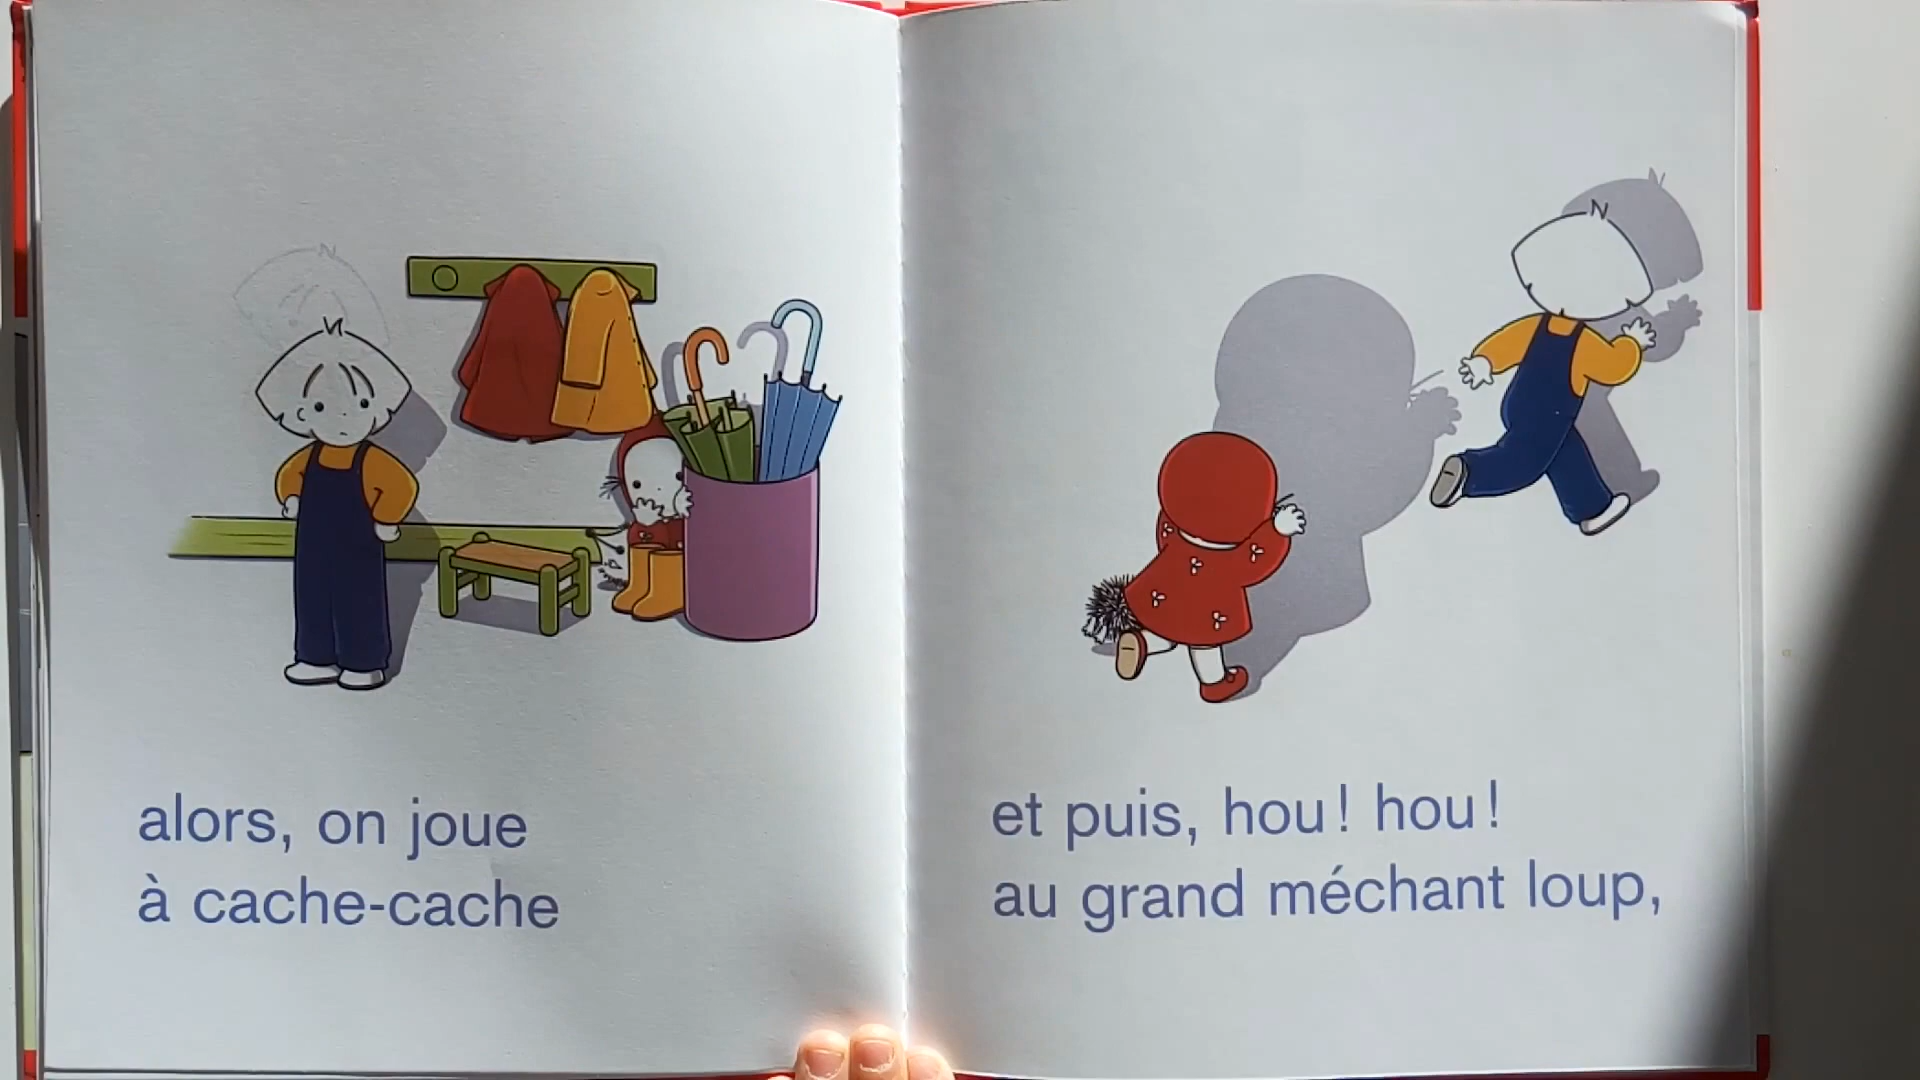 alors, on joue
à cache-cache
et puis, hou ! hou !
au grand méchant loup,